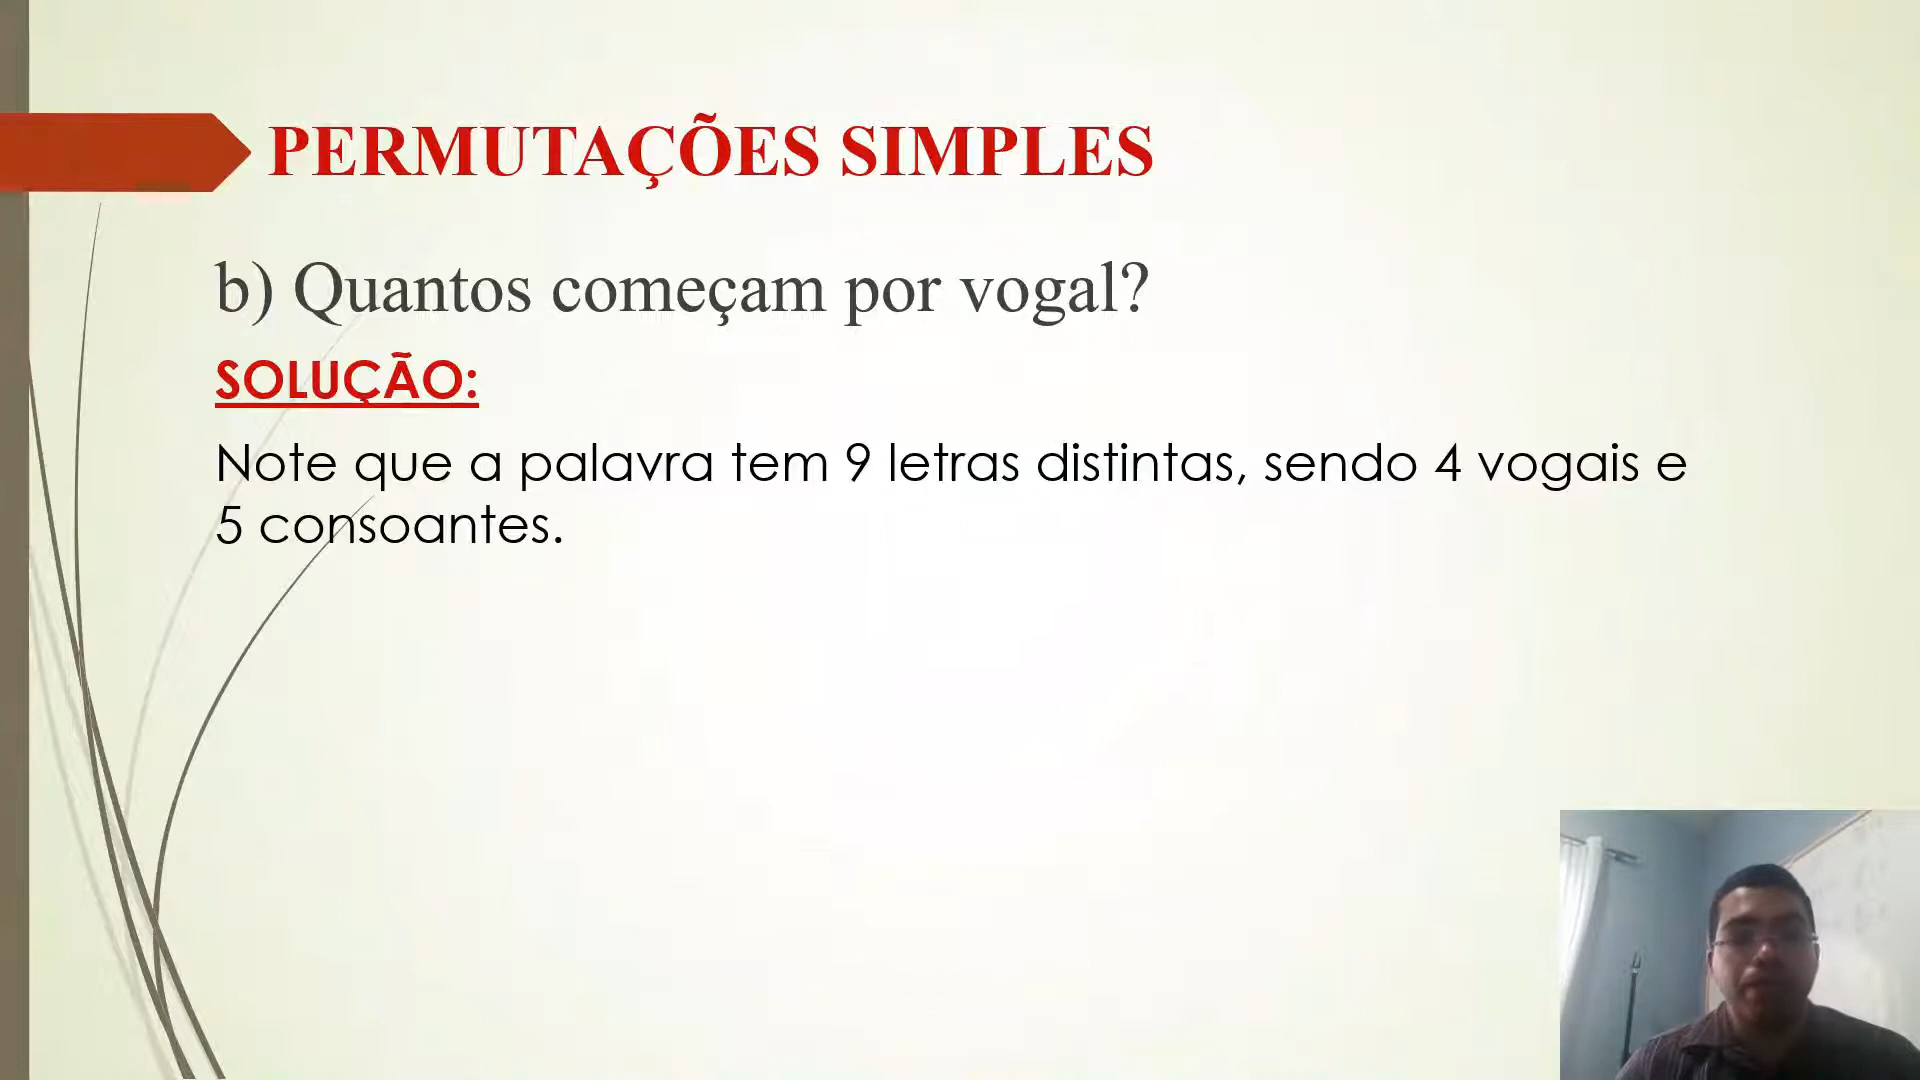 PERMUTAÇÕES SIMPLES
b) Quantos começam por vogal?
SOLUÇÃO:
Note que a palavra tem 9 letras distintas, sendo 4 vogais e
5 consoantes.